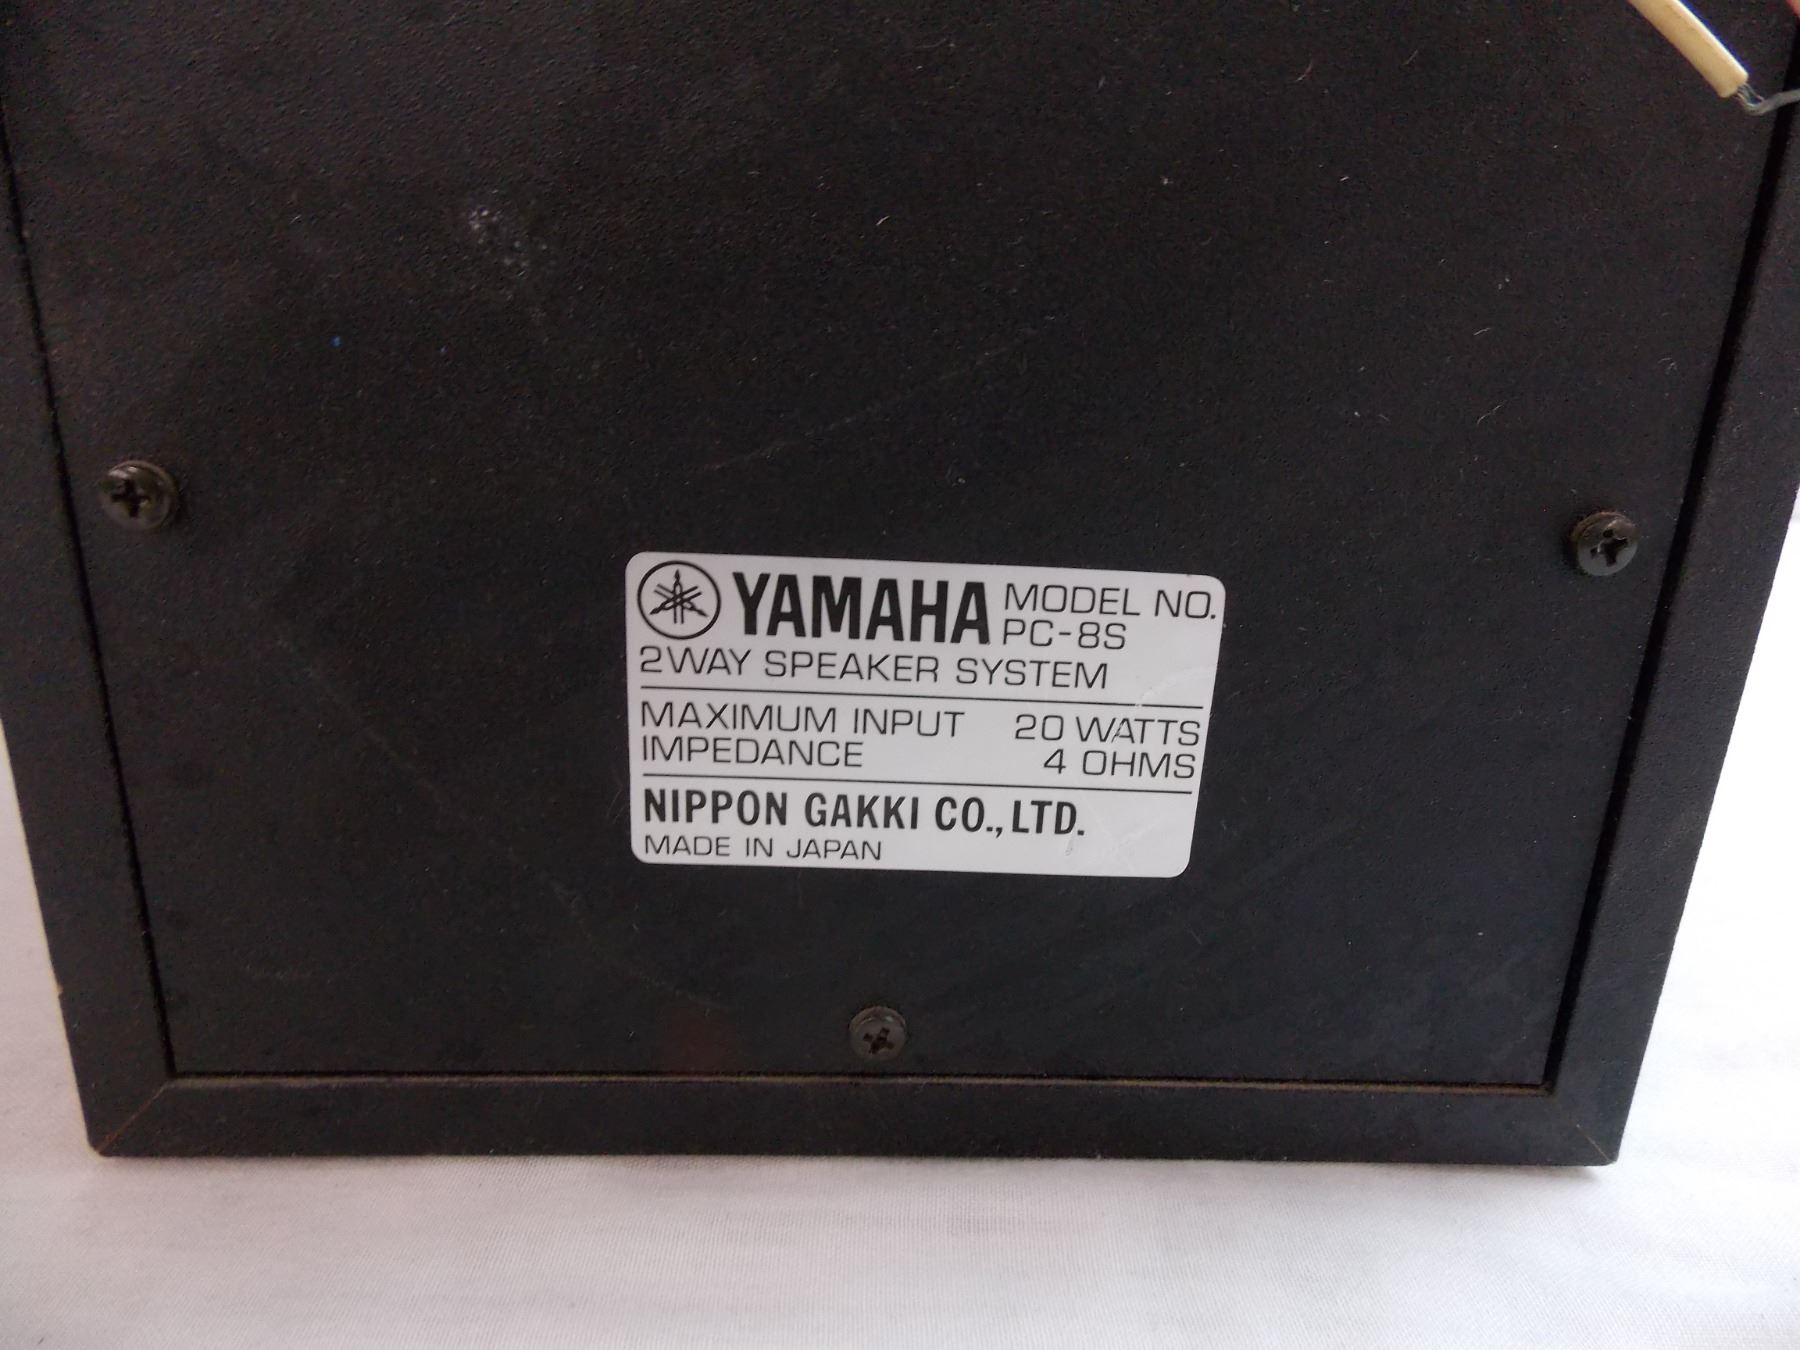 YAMAHA MODEL NO.
PC-8S
2WAY SPEAKER SYSTEM
MAXIMUM INPUT 20 WATTS
IMPEDANCE 4 OHMS
NIPPON GAKKI CO., LTD.
MADE IN JAPAN